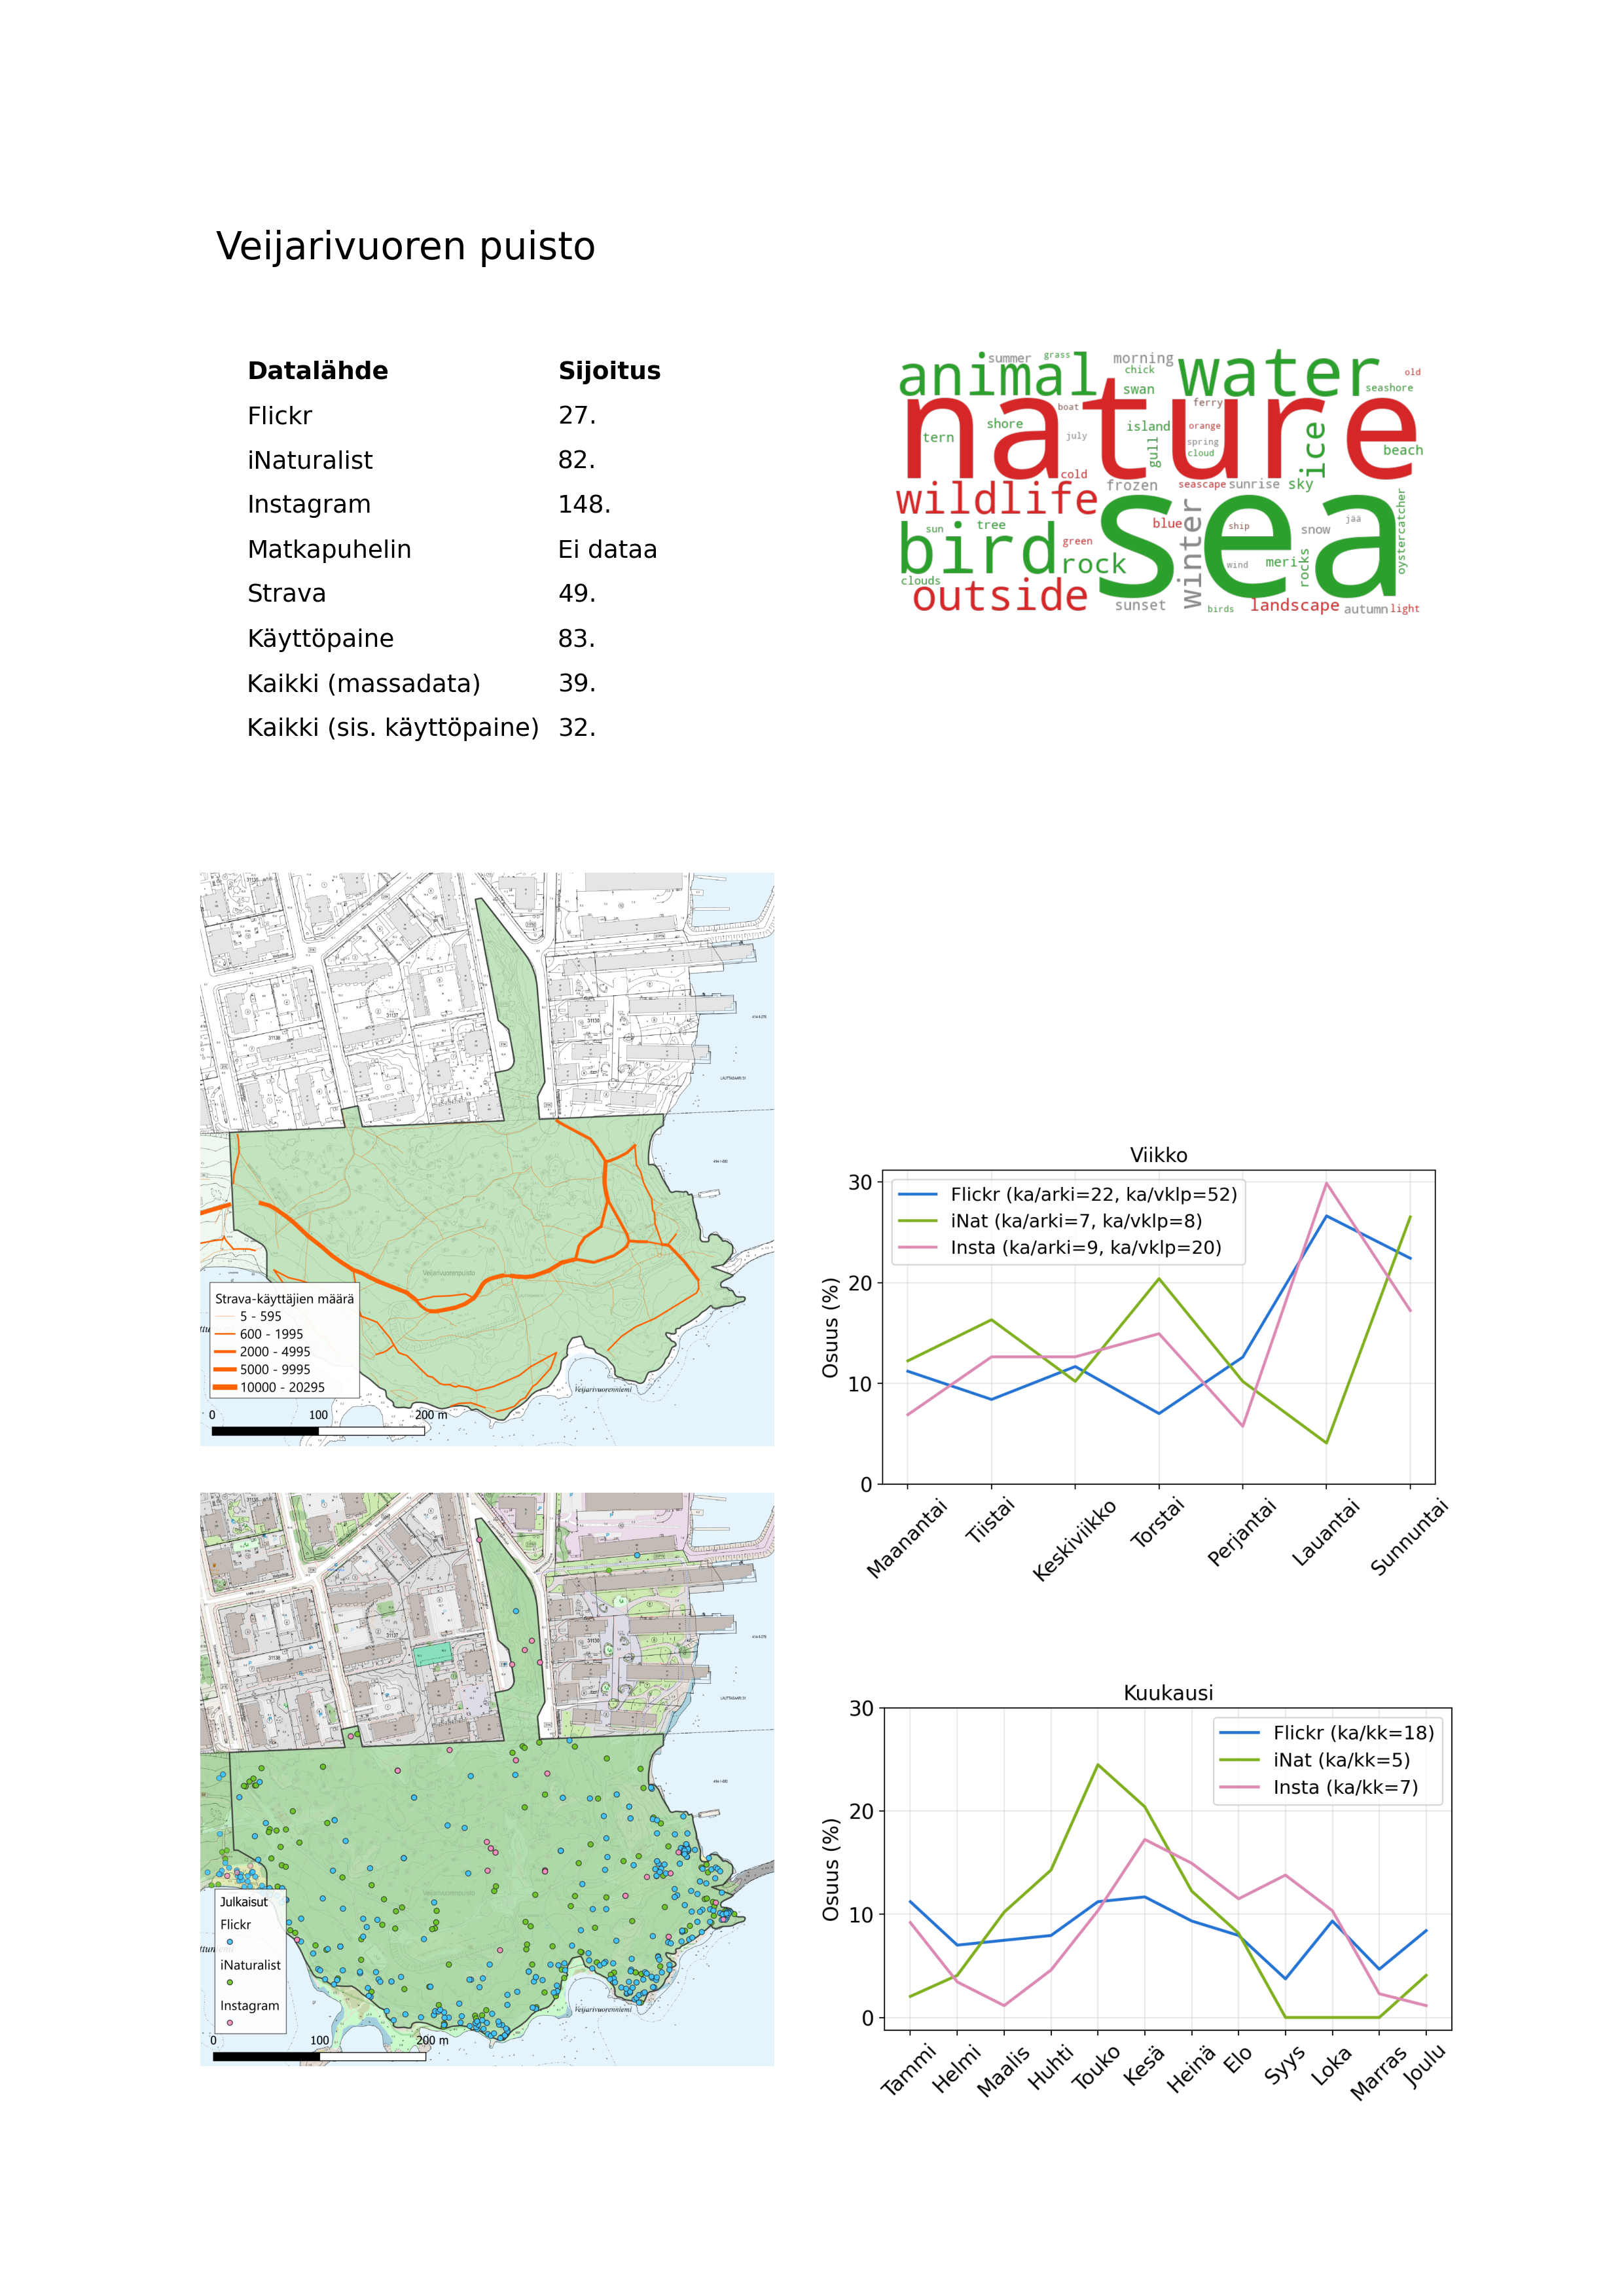 Veijarivuoren puisto
Datalähde Sijoitus
Flickr 27.
iNaturalist 82.
Instagram 148.
Matkapuhelin Ei dataa
Strava 49.
Käyttöpaine 83.
Kaikki (massadata) 39.
Kaikki (sis. käyttöpaine) 32.
summer grass morning
animal chick water old
swan seashore
nature
boat ferry
shore island orange
tern july gull spring ice
cloud beach
cold
wildlife frozen seascape sunrise sky
sea
sun tree blue winter ship snow jää oystercatcher
bird green
rock wind meri rocks
clouds
outside sunset birds landscape autumn light
Veijarivuorenpuisto
Strava-käyttäjien määrä
5 - 595
600 - 1995
2000 - 4995
5000 - 9995
10000 - 20295
Veijarivuorenniemi
0 100 200 m
Viikko
Flickr (ka/arki=22, ka/vklp=52)
iNat (ka/arki=7, ka/vklp=8)
Insta (ka/arki=9, ka/vklp=20)
Osuus (%)
30
20
10
0
Maanantai Tiistai Keskiviikko Torstai Perjantai Lauantai Sunnuntai
31137
31138
31130
Veijarivuorenpuisto
Julkaisut
Flickr
iNaturalist
Instagram
Veijarivuorenniemi
0 100 200 m
Kuukausi
Flickr (ka/kk=18)
iNat (ka/kk=5)
Insta (ka/kk=7)
Osuus (%)
30
20
10
0
Tammi Helmi Maalis Huhti Touko Kesä Heinä Elo Syys Loka Marras Joulu